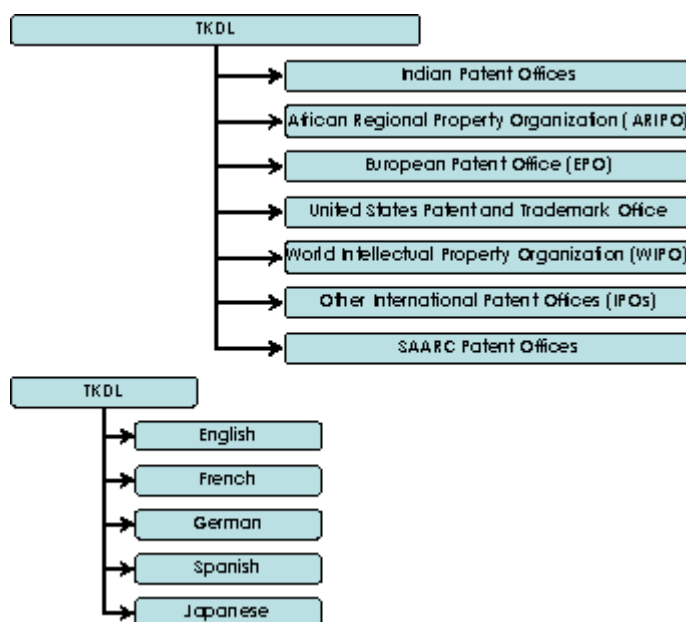 TKDL
Indian Patent Offices
African Regional Property Organization ( ARIPO)
European Patent Office (EPO)
United States Patent and Trademark Office
World Intellectual Property Organization (WIPO)
Other International Patent Offices (IPOs)
SAARC Patent Offices
TKDL
English
French
German
Spanish
Japanese